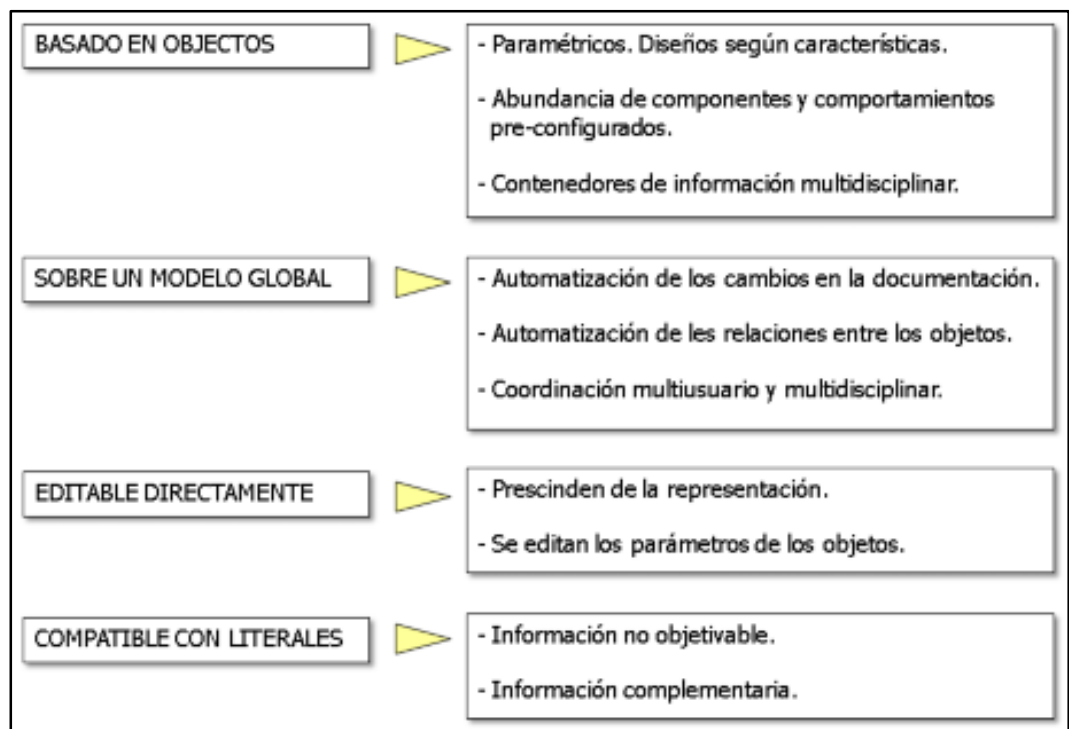 BASADO EN OBJECTOS
- Paramétricos. Diseños según características.
- Abundancia de componentes y comportamientos
pre-configurados.
- Contenedores de información multidisciplinar.
SOBRE UN MODELO GLOBAL
- Automatización de los cambios en la documentación.
- Automatización de les relaciones entre los objetos.
- Coordinación multiusuario y multidisciplinar.
EDITABLE DIRECTAMENTE
- Prescinden de la representación.
- Se editan los parámetros de los objetos.
COMPATIBLE CON LITERALES
- Información no objetivable.
- Información complementaria.